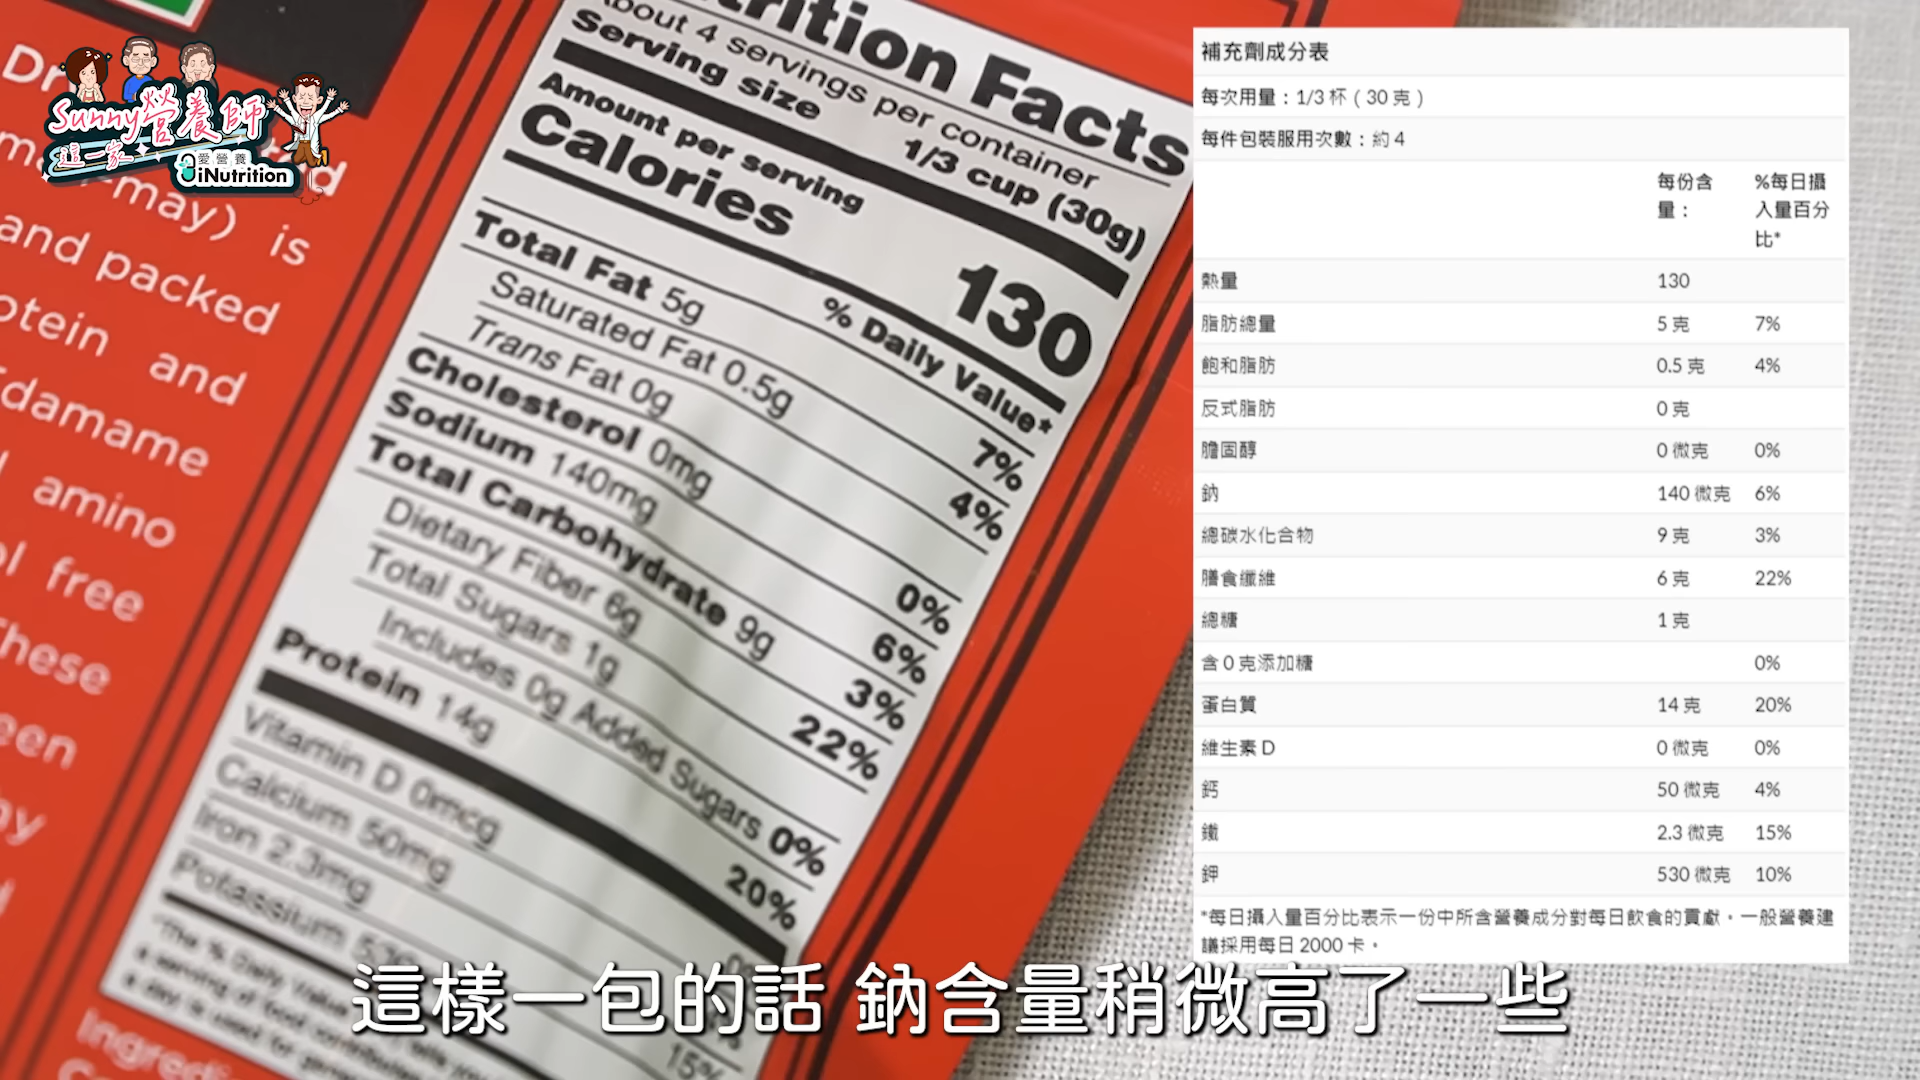 Sunny營養師
這一家
愛營養
iNutrition
and packed
and
amino
free
is
Nutrition Facts
About 4 servings per container
Serving size 1/3 cup (30g)
Amount per serving
Calories 130
% Daily Value*
Total Fat 5g 7%
Saturated Fat 0.5g 4%
Trans Fat 0g
Cholesterol 0mg 0%
Sodium 140mg 6%
Total Carbohydrate 9g 3%
Dietary Fiber 6g 22%
Total Sugars 1g
Includes 0g Added Sugars 0%
Protein 14g 20%
Vitamin D 0mcg
Calcium 50mg
Iron 2.3mg 15%
Potassium
*The % Daily Value
a serving of food
a day is used for
補充劑成分表
每次用量：1/3 杯（30 克）
每件包裝服用次數：約 4
每份含量： %每日攝入量百分比*
熱量 130
脂肪總量 5 克 7%
飽和脂肪 0.5 克 4%
反式脂肪 0 克
膽固醇 0 微克 0%
鈉 140 微克 6%
總碳水化合物 9 克 3%
膳食纖維 6 克 22%
總糖 1 克
含 0 克添加糖 0%
蛋白質 14 克 20%
維生素 D 0 微克 0%
鈣 50 微克 4%
鐵 2.3 微克 15%
鉀 530 微克 10%
*每日攝入量百分比表示一份中所含營養成分對每日飲食的貢獻。一般營養建
議採用每日 2000 卡。
這樣一包的話 鈉含量稍微高了一些